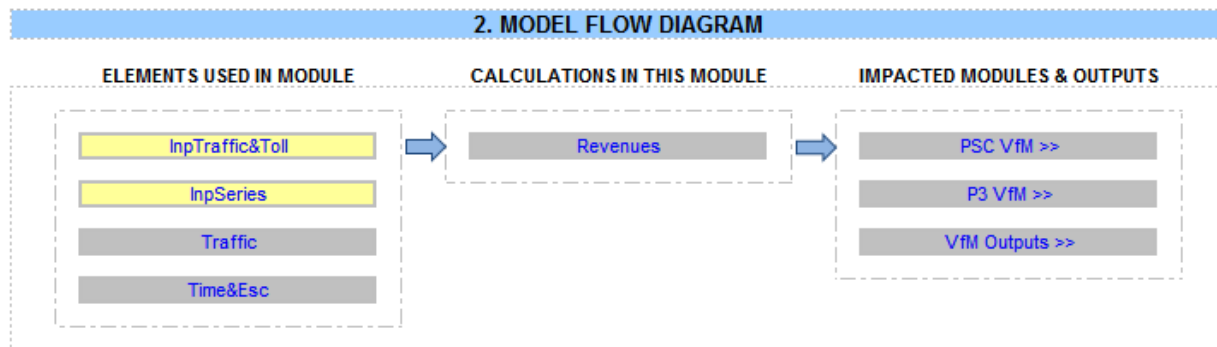 2. MODEL FLOW DIAGRAM
ELEMENTS USED IN MODULE
CALCULATIONS IN THIS MODULE
IMPACTED MODULES & OUTPUTS
InpTraffic&Toll
InpSeries
Traffic
Time&Esc
Revenues
PSC VfM >>
P3 VfM >>
VfM Outputs >>